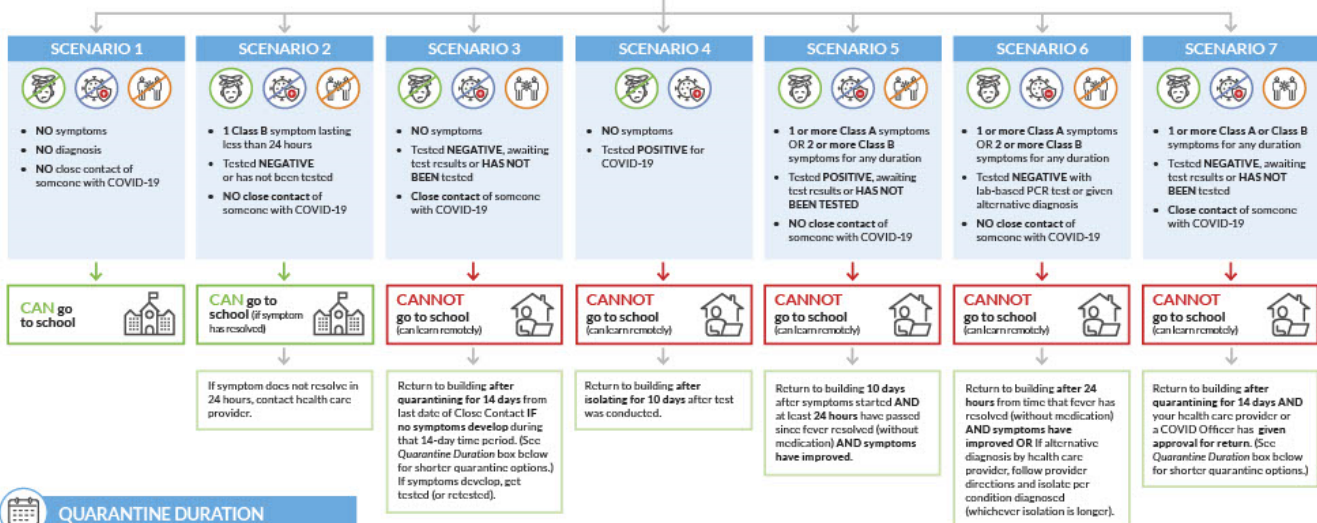 SCENARIO 1
NO symptoms
NO diagnosis
NO close contact of
someone with COVID-19
CAN go
to school
SCENARIO 2
1 Class B symptom lasting
less than 24 hours
Tested NEGATIVE
or has not been tested
NO close contact of
someone with COVID-19
CAN go to
school (if symptom
has resolved)
If symptom does not resolve in
24 hours, contact health care
provider.
SCENARIO 3
NO symptoms
Tested NEGATIVE, awaiting
test results or HAS NOT
BEEN tested
Close contact of someone
with COVID-19
CANNOT
go to school
(can learn remotely)
Return to building after
quarantining for 14 days from
last date of Close Contact IF
no symptoms develop during
that 14-day time period. (See
Quarantine Duration box below
for shorter quarantine options.)
If symptoms develop, get
tested (or retested).
SCENARIO 4
NO symptoms
Tested POSITIVE for
COVID-19
CANNOT
go to school
(can learn remotely)
Return to building after
isolating for 10 days after test
was conducted.
SCENARIO 5
1 or more Class A symptoms
OR 2 or more Class B
symptoms for any duration
Tested POSITIVE, awaiting
test results or HAS NOT
BEEN TESTED
NO close contact of
someone with COVID-19
CANNOT
go to school
(can learn remotely)
Return to building 10 days
after symptoms started AND
at least 24 hours have passed
since fever resolved (without
medication) AND symptoms
have improved.
SCENARIO 6
1 or more Class A symptoms
OR 2 or more Class B
symptoms for any duration
Tested NEGATIVE with
lab-based PCR test or given
alternative diagnosis
NO close contact of
someone with COVID-19
CANNOT
go to school
(can learn remotely)
Return to building after 24
hours from time that fever has
resolved (without medication)
AND symptoms have
improved OR If alternative
diagnosis by health care
provider, follow provider
directions and isolate per
condition diagnosed
(whichever isolation is longer).
SCENARIO 7
1 or more Class A or Class B
symptoms for any duration
Tested NEGATIVE, awaiting
test results or HAS NOT
BEEN tested
Close contact of someone
with COVID-19
CANNOT
go to school
(can learn remotely)
Return to building after
quarantining for 14 days AND
your health care provider or
a COVID Officer has given
approval for return. (See
Quarantine Duration box below
for shorter quarantine options.)
QUARANTINE DURATION